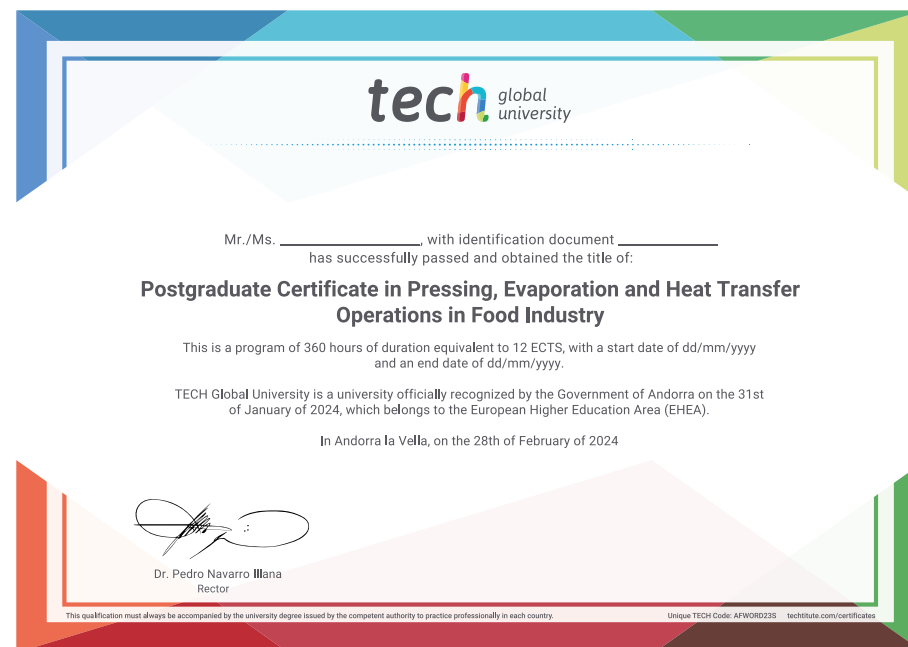 tech global
university
Mr./Ms. ____________________, with identification document ______________
has successfully passed and obtained the title of:
Postgraduate Certificate in Pressing, Evaporation and Heat Transfer
Operations in Food Industry
This is a program of 360 hours of duration equivalent to 12 ECTS, with a start date of dd/mm/yyyy
and an end date of dd/mm/yyyy.
TECH Global University is a university officially recognized by the Government of Andorra on the 31st
of January of 2024, which belongs to the European Higher Education Area (EHEA).
In Andorra la Vella, on the 28th of February of 2024
Dr. Pedro Navarro Illana
Rector
This qualification must always be accompanied by the university degree issued by the competent authority to practice professionally in each country.
Unique TECH Code: AFWORD23S techtitute.com/certificates